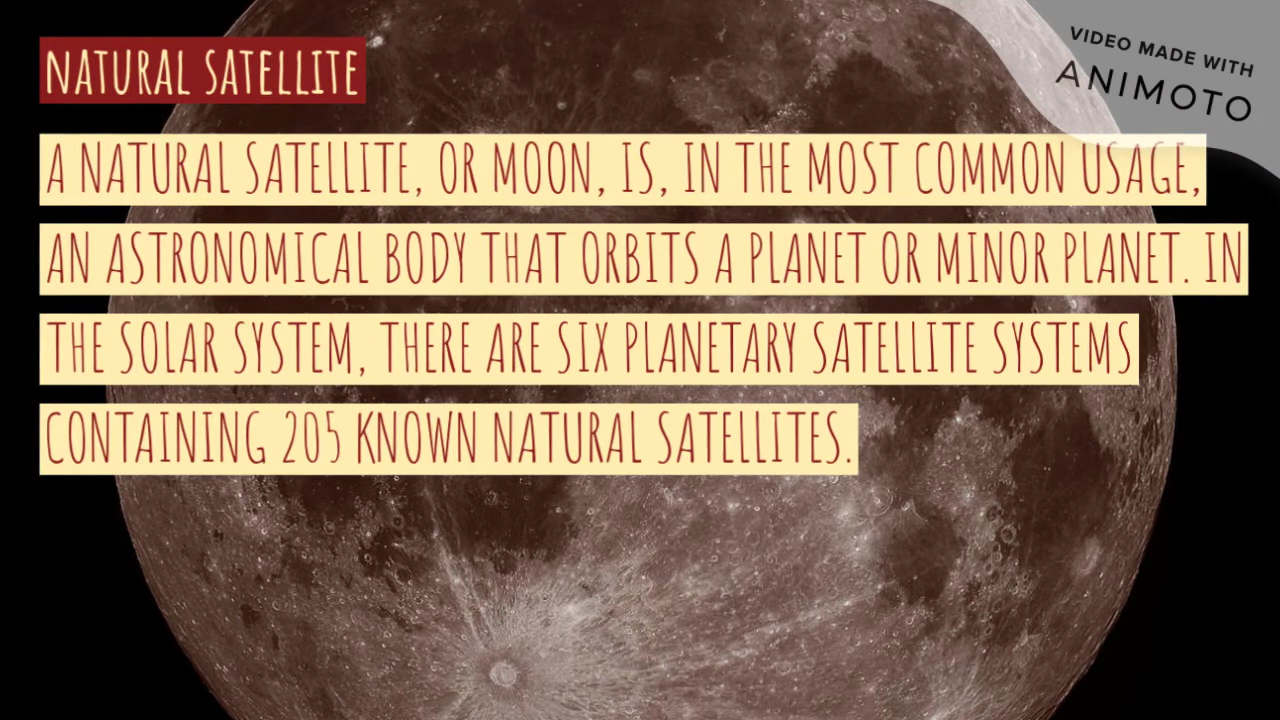 NATURAL SATELLITE
VIDEO MADE WITH
ANIMOTO
A NATURAL SATELLITE, OR MOON, IS, IN THE MOST COMMON USAGE,
AN ASTRONOMICAL BODY THAT ORBITS A PLANET OR MINOR PLANET. IN
THE SOLAR SYSTEM, THERE ARE SIX PLANETARY SATELLITE SYSTEMS
CONTAINING 205 KNOWN NATURAL SATELLITES.